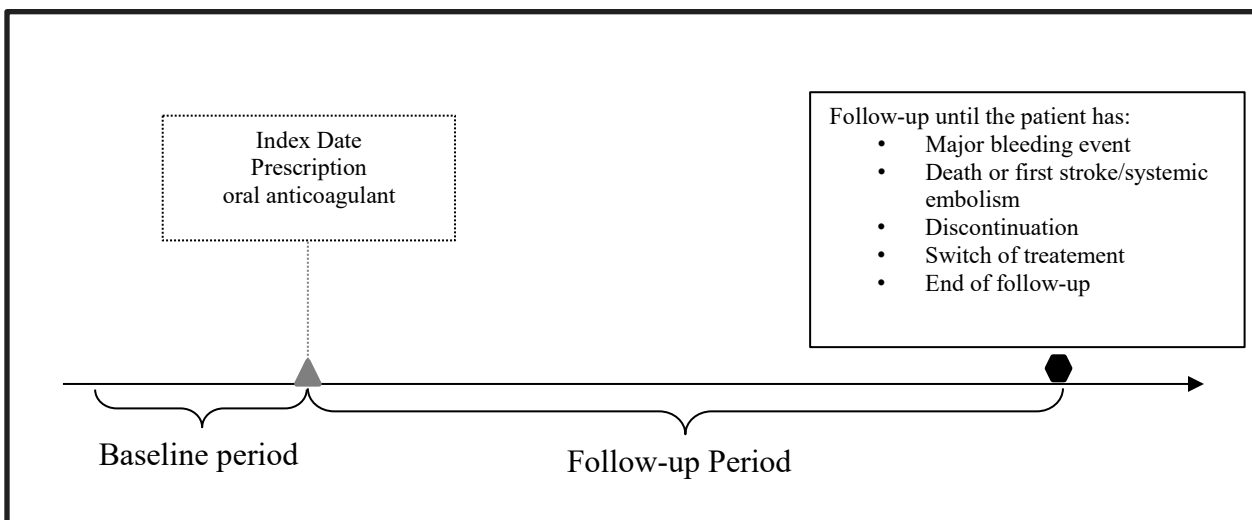 Index Date
Prescription
oral anticoagulant
Follow-up until the patient has:
• Major bleeding event
• Death or first stroke/systemic
embolism
• Discontinuation
• Switch of treatement
• End of follow-up
Baseline period
Follow-up Period